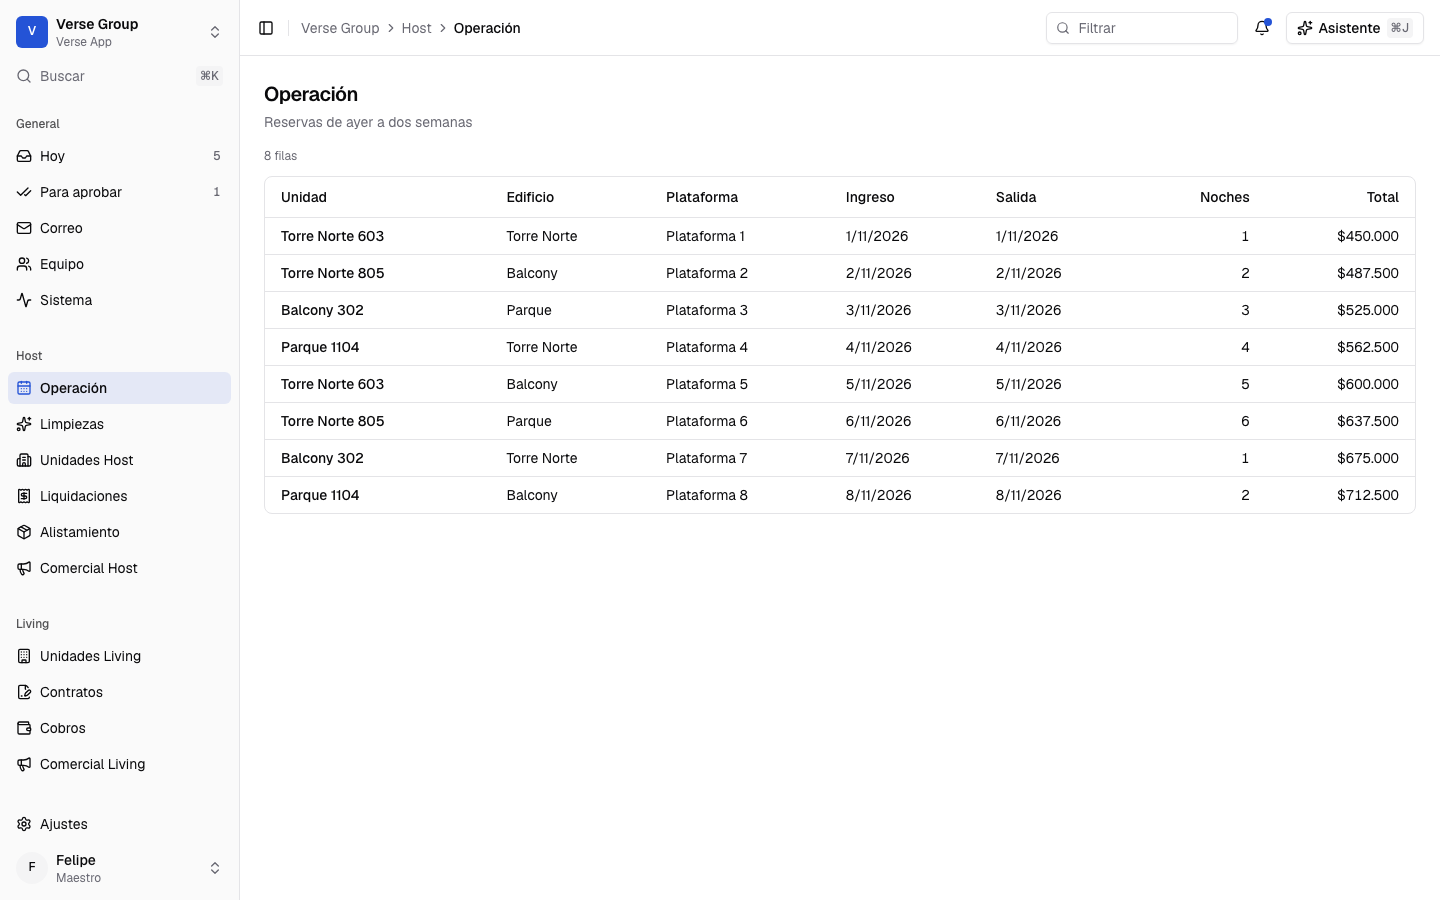 V
Verse Group
Verse App
Buscar ⌘K
General
Hoy 5
Para aprobar 1
Correo
Equipo
Sistema
Host
Operación
Limpiezas
Unidades Host
Liquidaciones
Alistamiento
Comercial Host
Living
Unidades Living
Contratos
Cobros
Comercial Living
Ajustes
F
Felipe
Maestro
Verse Group > Host > Operación
Filtrar
Asistente ⌘J
Operación
Reservas de ayer a dos semanas
8 filas
Unidad Edificio Plataforma Ingreso Salida Noches Total
Torre Norte 603 Torre Norte Plataforma 1 1/11/2026 1/11/2026 1 $450.000
Torre Norte 805 Balcony Plataforma 2 2/11/2026 2/11/2026 2 $487.500
Balcony 302 Parque Plataforma 3 3/11/2026 3/11/2026 3 $525.000
Parque 1104 Torre Norte Plataforma 4 4/11/2026 4/11/2026 4 $562.500
Torre Norte 603 Balcony Plataforma 5 5/11/2026 5/11/2026 5 $600.000
Torre Norte 805 Parque Plataforma 6 6/11/2026 6/11/2026 6 $637.500
Balcony 302 Torre Norte Plataforma 7 7/11/2026 7/11/2026 1 $675.000
Parque 1104 Balcony Plataforma 8 8/11/2026 8/11/2026 2 $712.500